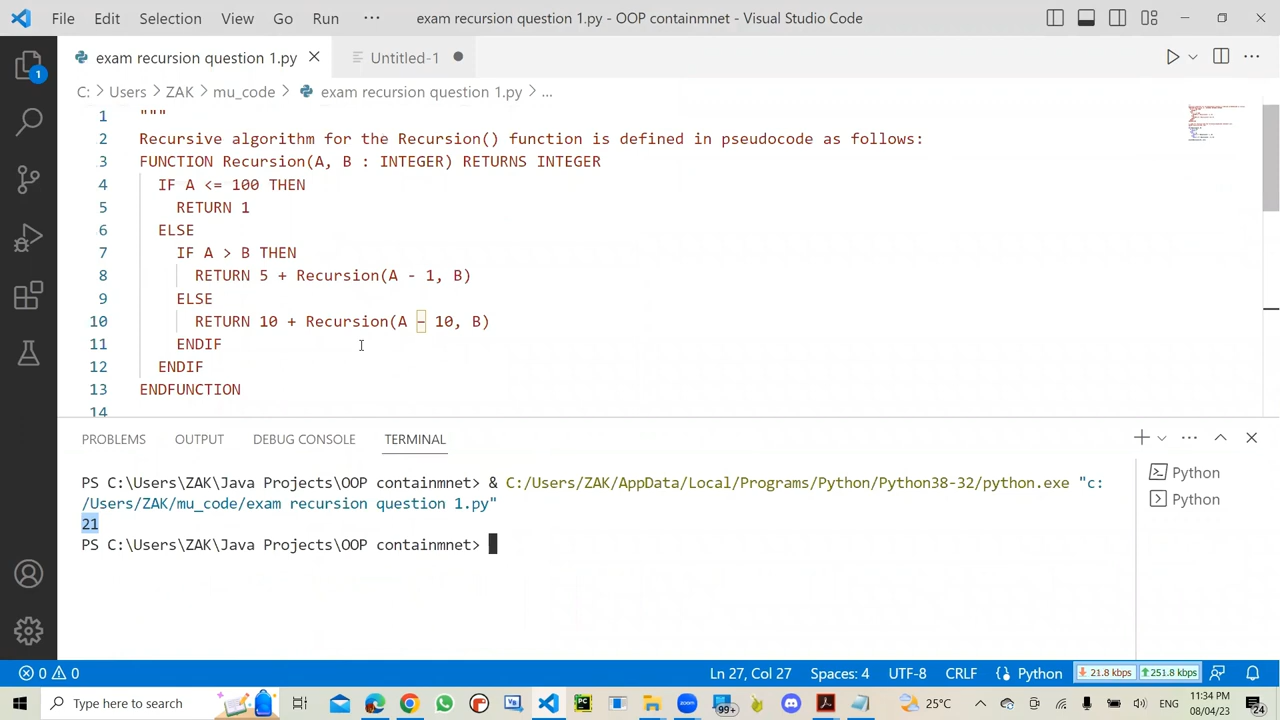 File Edit Selection View Go Run ··· exam recursion question 1.py - OOP containmnet - Visual Studio Code
exam recursion question 1.py Untitled-1
C: > Users > ZAK > mu_code > exam recursion question 1.py > ...
1 """
2 Recursive algorithm for the Recursion() function is defined in pseudocode as follows:
3 FUNCTION Recursion(A, B : INTEGER) RETURNS INTEGER
4 IF A <= 100 THEN
5 RETURN 1
6 ELSE
7 IF A > B THEN
8 RETURN 5 + Recursion(A - 1, B)
9 ELSE
10 RETURN 10 + Recursion(A – 10, B)
11 ENDIF
12 ENDIF
13 ENDFUNCTION
14
PROBLEMS OUTPUT DEBUG CONSOLE TERMINAL
PS C:\Users\ZAK\Java Projects\OOP containmnet> & C:/Users/ZAK/AppData/Local/Programs/Python/Python38-32/python.exe "c:
/Users/ZAK/mu_code/exam recursion question 1.py"
21
PS C:\Users\ZAK\Java Projects\OOP containmnet>
Python
Python
1
0 0 Ln 27, Col 27 Spaces: 4 UTF-8 CRLF Python 21.8 kbps 251.8 kbps
Type here to search 99+ 25°C ENG 11:34 PM
08/04/23 24